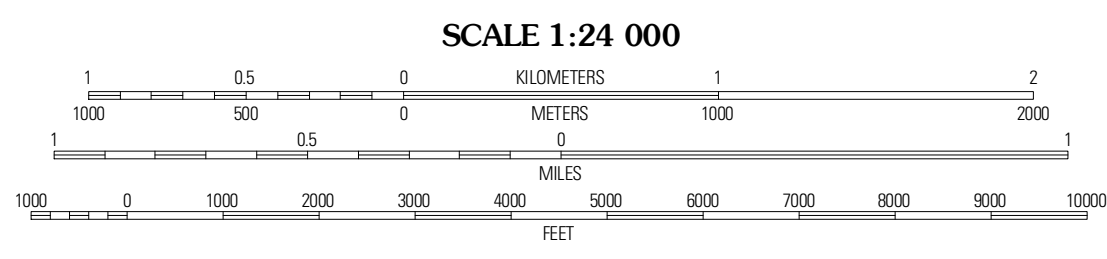 SCALE 1:24 000
1 0.5 0 KILOMETERS 1 2
1000 500 0 METERS 1000 2000
1 0.5 0 1
MILES
1000 0 1000 2000 3000 4000 5000 6000 7000 8000 9000 10000
FEET